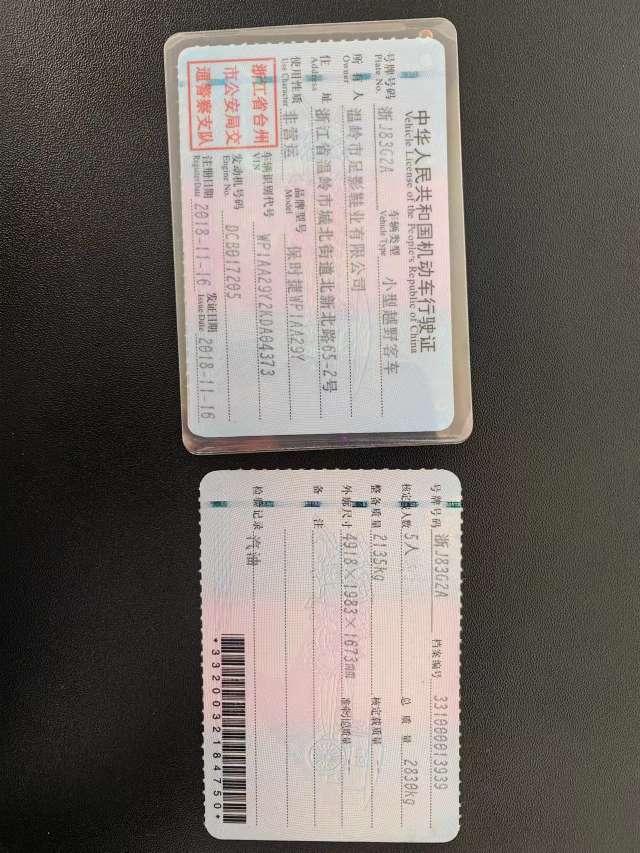 中华人民共和国机动车行驶证
Vehicle License of the People's Republic of China
号牌号码 浙J83G2A 车辆类型 小型越野客车
Plate No. Vehicle Type
所有人 温岭市足影鞋业有限公司
Owner
住址 浙江省温岭市城北街道北新北路65-2号
Address
使用性质 非营运 品牌型号 保时捷WP1AA29Y
Use Character Model
浙江省台州
市公安局交
通警察支队
车辆识别代号 WP1AA29Y2KDA04373
VIN
发动机号码 DCB017205
Engine No.
注册日期 2018-11-16 发证日期 2018-11-16
Register Date Issue Date
号牌号码 浙J83G2A 档案编号 331000013939
核定载人数 5人 总质量 2830kg
整备质量 2135kg 核定载质量 --
外廓尺寸 4918×1983×1673mm 准牵引总质量 --
备注
检验记录 汽油
*3320032184750*